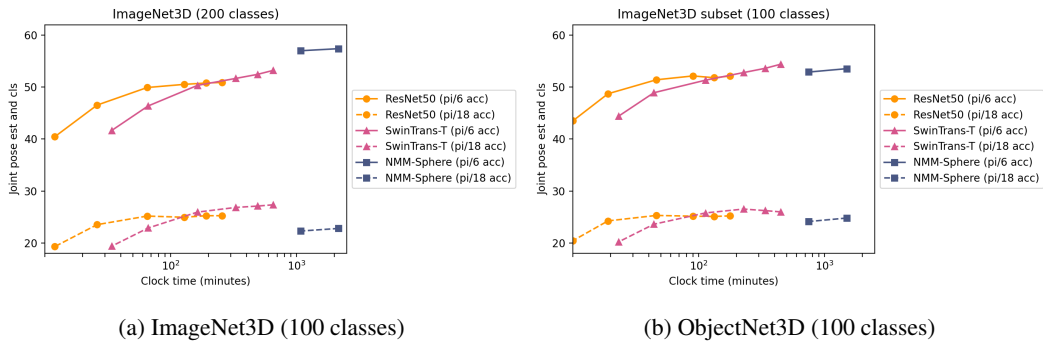 ImageNet3D (200 classes)
60
50
40
30
20
Joint pose est and cls
10²
10³
Clock time (minutes)
ResNet50 (pi/6 acc)
ResNet50 (pi/18 acc)
SwinTrans-T (pi/6 acc)
SwinTrans-T (pi/18 acc)
NMM-Sphere (pi/6 acc)
NMM-Sphere (pi/18 acc)
(a) ImageNet3D (100 classes)
ImageNet3D subset (100 classes)
60
50
40
30
20
Joint pose est and cls
10²
10³
Clock time (minutes)
ResNet50 (pi/6 acc)
ResNet50 (pi/18 acc)
SwinTrans-T (pi/6 acc)
SwinTrans-T (pi/18 acc)
NMM-Sphere (pi/6 acc)
NMM-Sphere (pi/18 acc)
(b) ObjectNet3D (100 classes)